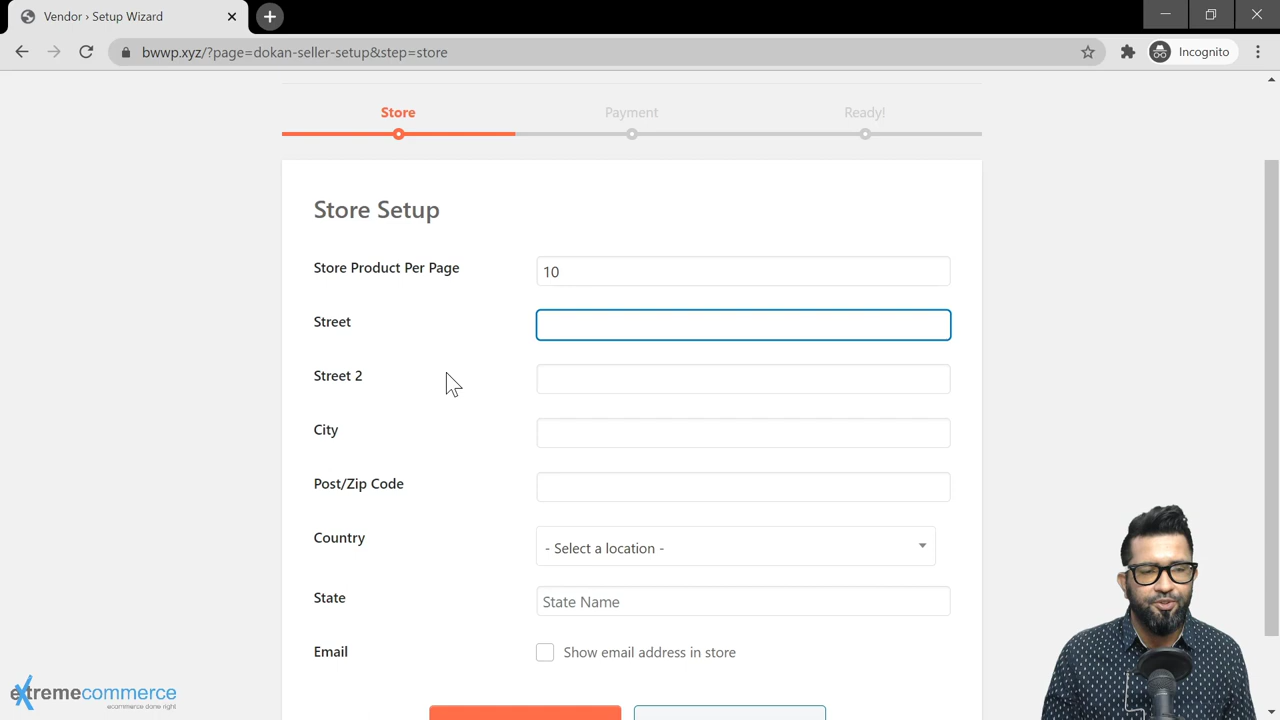 Vendor › Setup Wizard
bwwp.xyz/?page=dokan-seller-setup&step=store
Incognito
Store
Payment
Ready!
Store Setup
Store Product Per Page
10
Street
Street 2
City
Post/Zip Code
Country
- Select a location -
State
State Name
Email
Show email address in store
extremecommerce
ecommerce done right